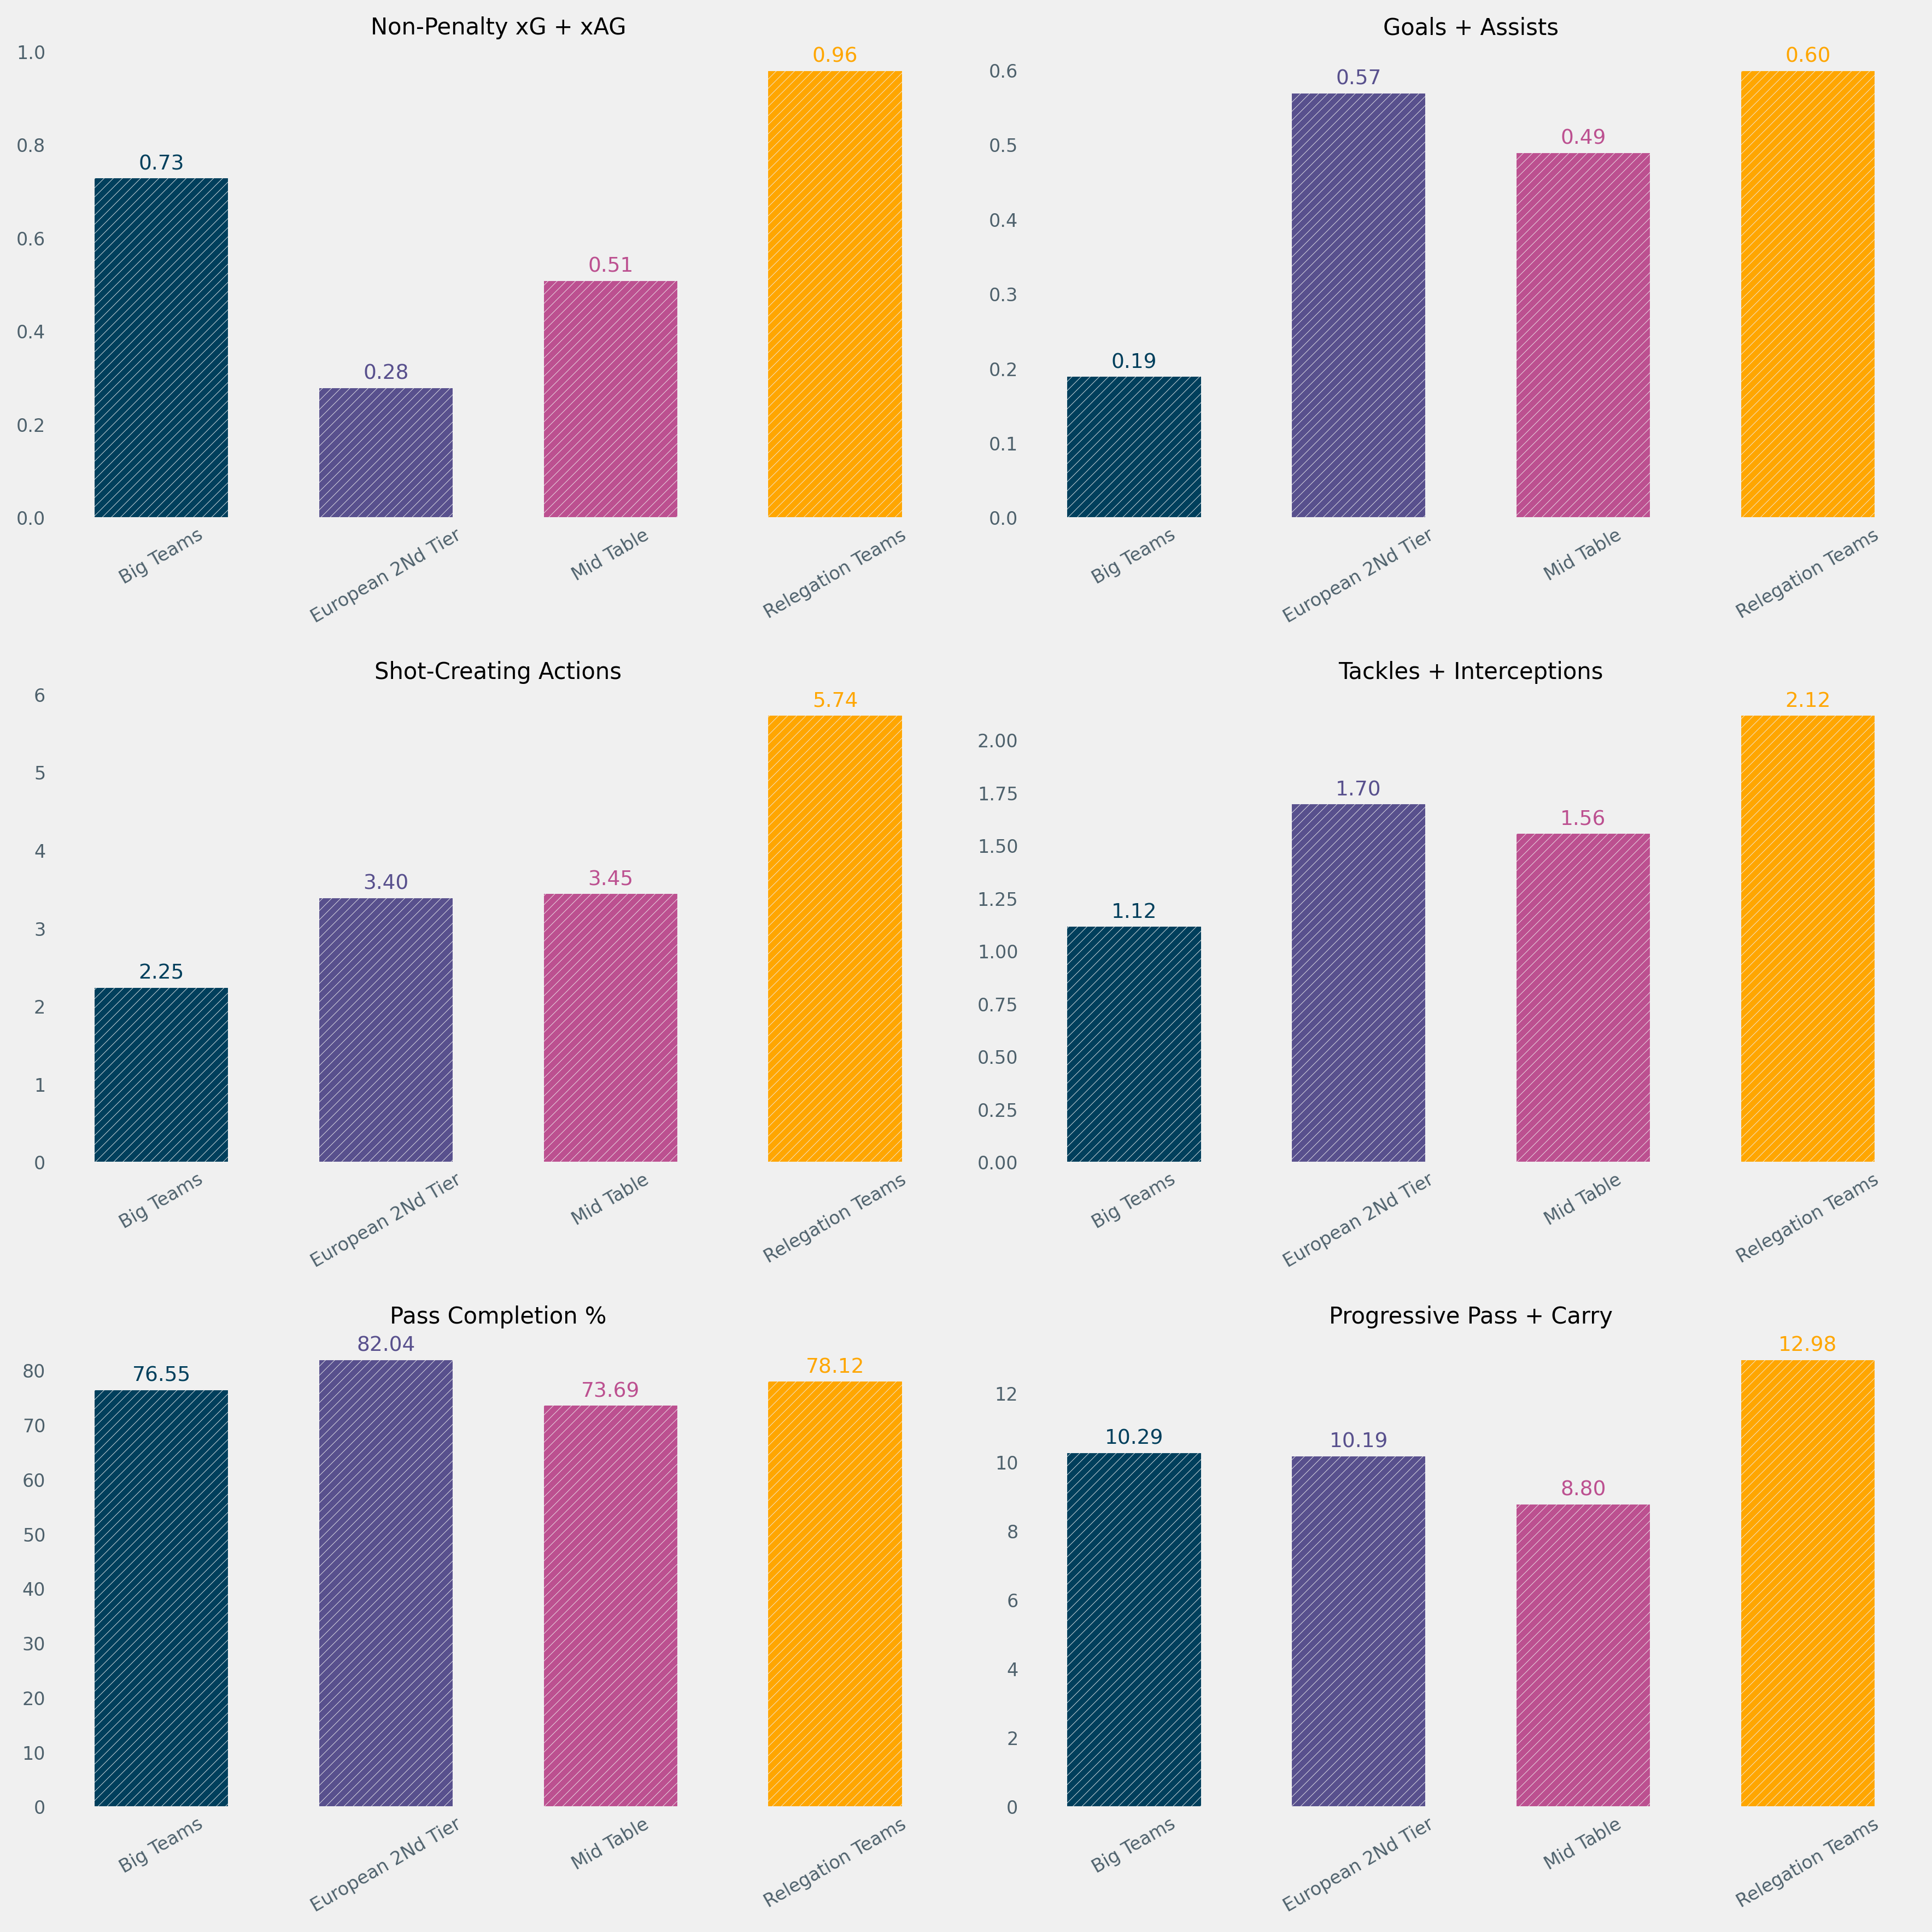 Non-Penalty xG + xAG
1.0
0.8
0.6
0.4
0.2
0.0
0.73
0.28
0.51
0.96
Big Teams
European 2Nd Tier
Mid Table
Relegation Teams
Goals + Assists
0.6
0.5
0.4
0.3
0.2
0.1
0.0
0.19
0.57
0.49
0.60
Big Teams
European 2Nd Tier
Mid Table
Relegation Teams
Shot-Creating Actions
6
5
4
3
2
1
0
2.25
3.40
3.45
5.74
Big Teams
European 2Nd Tier
Mid Table
Relegation Teams
Tackles + Interceptions
2.00
1.75
1.50
1.25
1.00
0.75
0.50
0.25
0.00
1.12
1.70
1.56
2.12
Big Teams
European 2Nd Tier
Mid Table
Relegation Teams
Pass Completion %
80
70
60
50
40
30
20
10
0
76.55
82.04
73.69
78.12
Big Teams
European 2Nd Tier
Mid Table
Relegation Teams
Progressive Pass + Carry
12
10
8
6
4
2
0
10.29
10.19
8.80
12.98
Big Teams
European 2Nd Tier
Mid Table
Relegation Teams